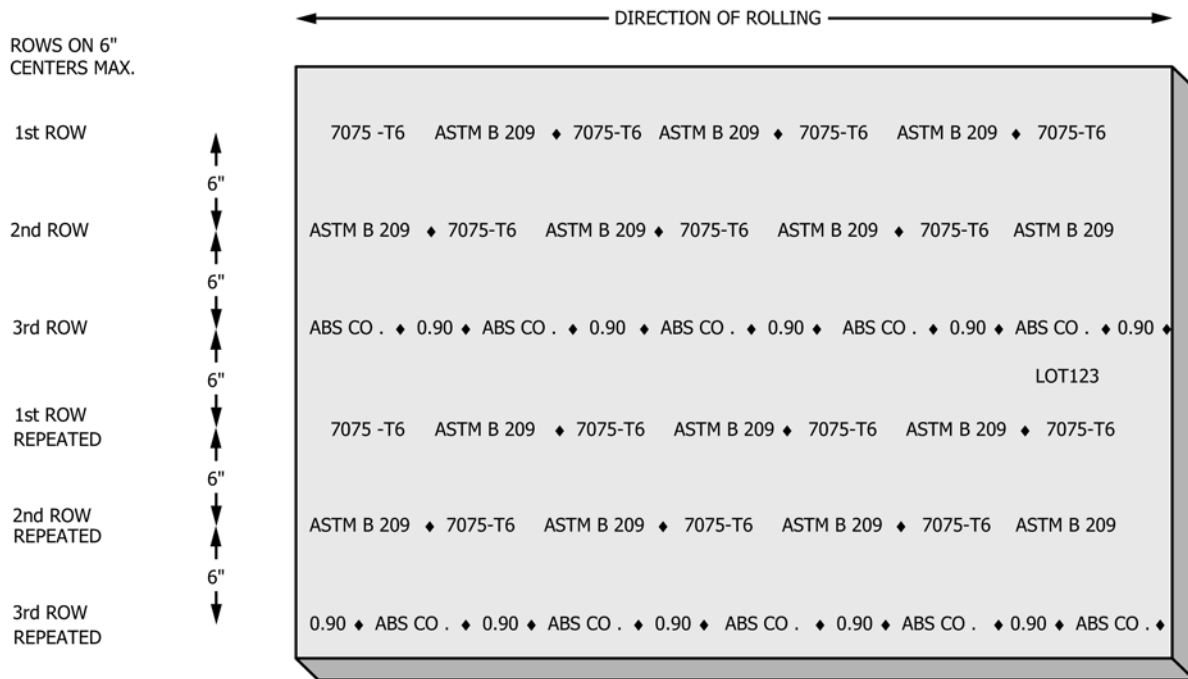 DIRECTION OF ROLLING
ROWS ON 6"
CENTERS MAX.
1st ROW 7075 -T6 ASTM B 209 ♦ 7075-T6 ASTM B 209 ♦ 7075-T6 ASTM B 209 ♦ 7075-T6
6"
2nd ROW ASTM B 209 ♦ 7075-T6 ASTM B 209 ♦ 7075-T6 ASTM B 209 ♦ 7075-T6 ASTM B 209
6"
3rd ROW ABS CO . ♦ 0.90 ♦ ABS CO . ♦ 0.90 ♦ ABS CO . ♦ 0.90 ♦ ABS CO . ♦ 0.90 ♦ ABS CO . ♦ 0.90 ♦
6" LOT123
1st ROW
REPEATED 7075 -T6 ASTM B 209 ♦ 7075-T6 ASTM B 209 ♦ 7075-T6 ASTM B 209 ♦ 7075-T6
6"
2nd ROW
REPEATED ASTM B 209 ♦ 7075-T6 ASTM B 209 ♦ 7075-T6 ASTM B 209 ♦ 7075-T6 ASTM B 209
6"
3rd ROW
REPEATED 0.90 ♦ ABS CO . ♦ 0.90 ♦ ABS CO . ♦ 0.90 ♦ ABS CO . ♦ 0.90 ♦ ABS CO . ♦ 0.90 ♦ ABS CO . ♦